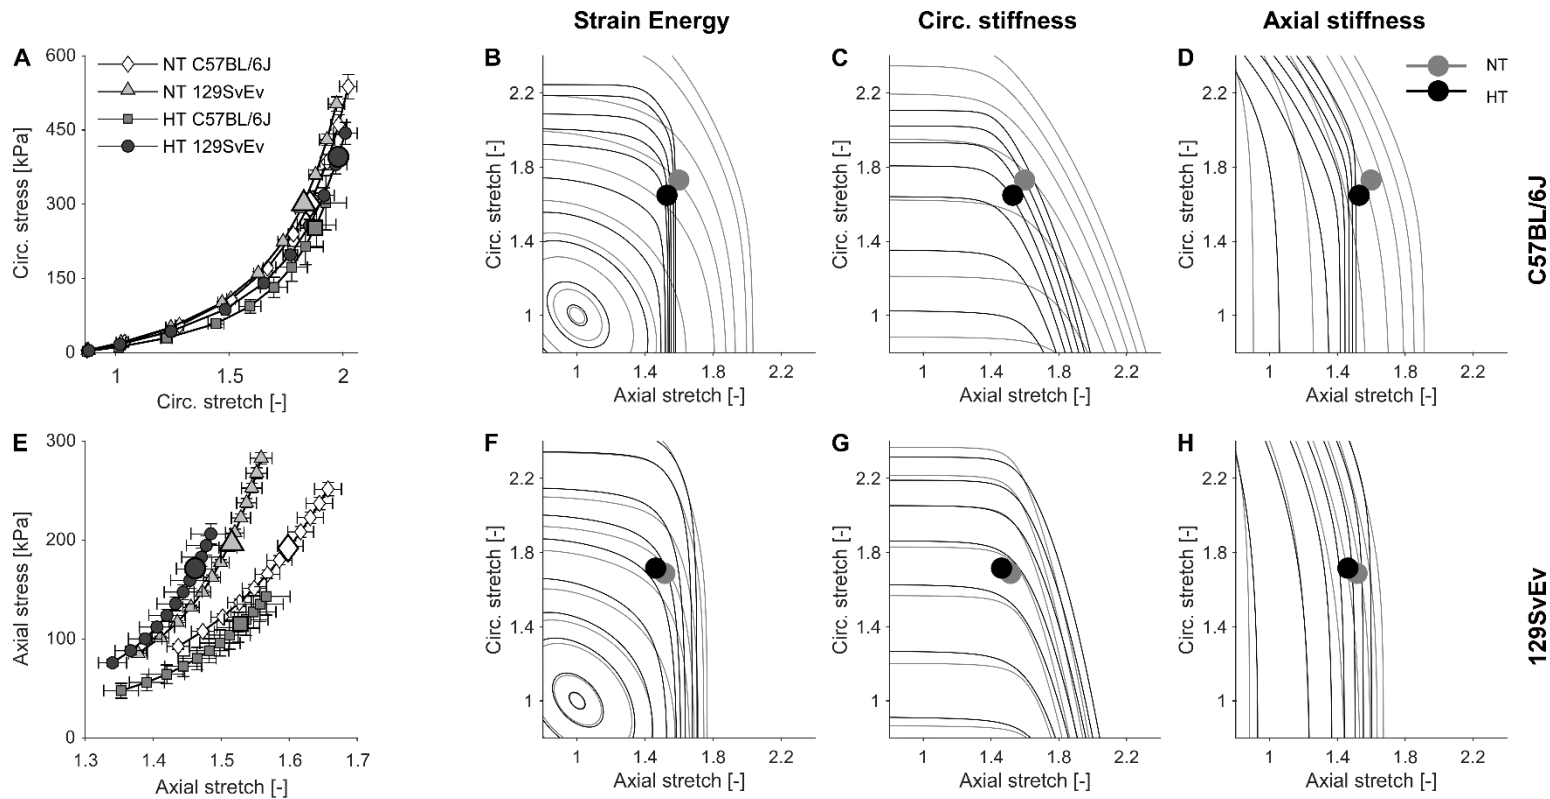 Strain Energy
Circ. stiffness
Axial stiffness
A
600
450
300
150
0
Circ. stress [kPa]
NT C57BL/6J
NT 129SvEv
HT C57BL/6J
HT 129SvEv
1
1.5
2
Circ. stretch [-]
B
2.2
1.8
1.4
1
Circ. stretch [-]
1
1.4
1.8
2.2
Axial stretch [-]
C
2.2
1.8
1.4
1
Circ. stretch [-]
1
1.4
1.8
2.2
Axial stretch [-]
D
2.2
1.8
1.4
1
Circ. stretch [-]
1
1.4
1.8
2.2
Axial stretch [-]
NT
HT
C57BL/6J
E
300
200
100
0
Axial stress [kPa]
1.3
1.4
1.5
1.6
1.7
Axial stretch [-]
F
2.2
1.8
1.4
1
Circ. stretch [-]
1
1.4
1.8
2.2
Axial stretch [-]
G
2.2
1.8
1.4
1
Circ. stretch [-]
1
1.4
1.8
2.2
Axial stretch [-]
H
2.2
1.8
1.4
1
Circ. stretch [-]
1
1.4
1.8
2.2
Axial stretch [-]
129SvEv